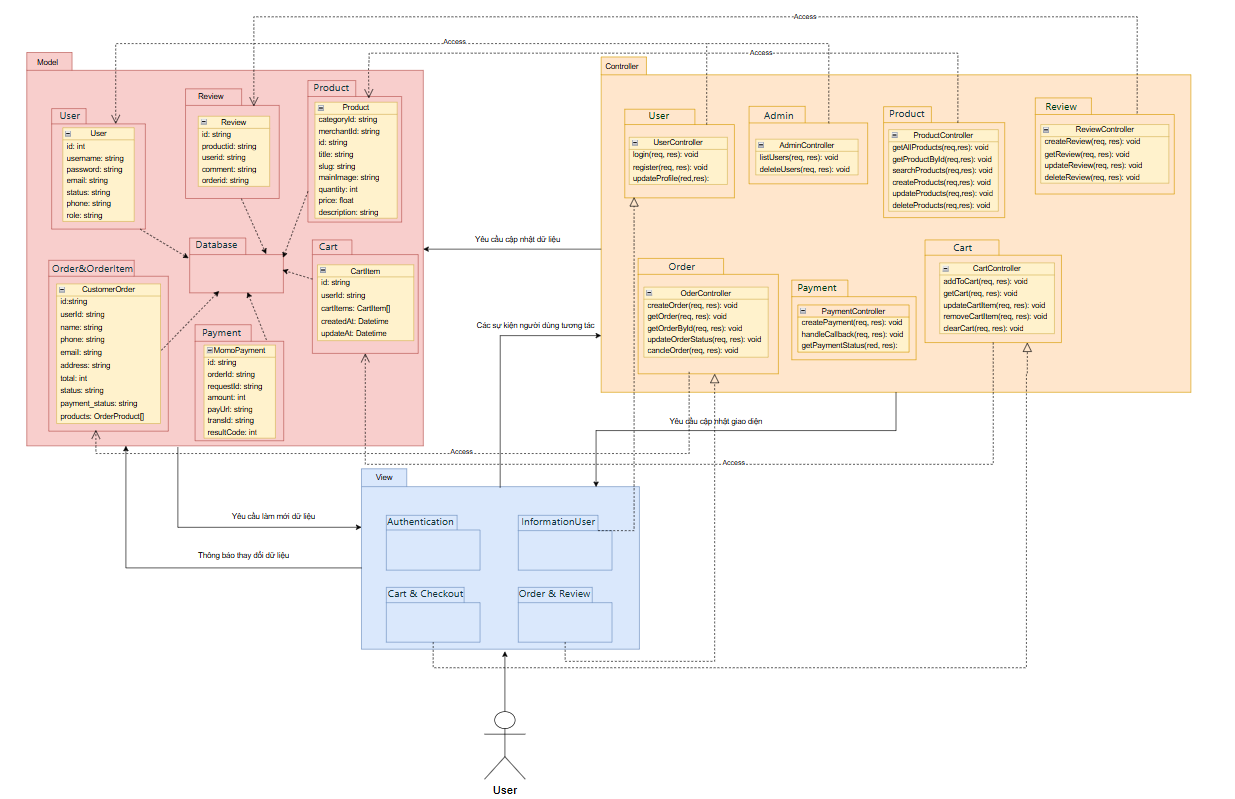 Access
Access
Access
Model
User
User
id: int
username: string
password: string
email: string
status: string
phone: string
role: string
Review
Review
id: string
productid: string
userid: string
comment: string
orderid: string
Product
Product
categoryId: string
merchantId: string
id: string
title: string
slug: string
mainImage: string
quantity: int
price: float
description: string
Database
Order&OrderItem
CustomerOrder
id:string
userId: string
name: string
phone: string
email: string
address: string
total: int
status: string
payment_status: string
products: OrderProduct[]
Payment
MomoPayment
id: string
orderId: string
requestId: string
amount: int
payUrl: string
transId: string
resultCode: int
Cart
CartItem
id: string
userId: string
cartItems: CartItem[]
createdAt: Datetime
updateAt: Datetime
Controller
User
UserController
login(req, res): void
register(req, res): void
updateProfile(red,res):
Admin
AdminController
listUsers(req, res): void
deleteUsers(req, res): void
Product
ProductController
getAllProducts(req,res): void
getProductById(req,res): void
searchProducts(req,res): void
createProducts(req,res): void
updateProducts(req,res): void
deleteProducts(req,res): void
Review
ReviewController
createReview(req, res): void
getReview(req, res): void
updateReview(req, res): void
deleteReview(req, res): void
Order
OderController
createOrder(req, res): void
getOrder(req, res): void
getOrderById(req, res): void
updateOrderStatus(req, res): void
cancleOrder(req, res): void
Payment
PaymentController
createPayment(req, res): void
handleCallback(req, res): void
getPaymentStatus(red, res):
Cart
CartController
addToCart(req, res): void
getCart(req, res): void
updateCartItem(req, res): void
removeCartItem(req, res): void
clearCart(req, res): void
Yêu cầu cập nhật dữ liệu
Các sự kiện người dùng tương tác
Yêu cầu cập nhật giao diện
Access
Access
Yêu cầu làm mới dữ liệu
Thông báo thay đổi dữ liệu
View
Authentication
InformationUser
Cart & Checkout
Order & Review
User